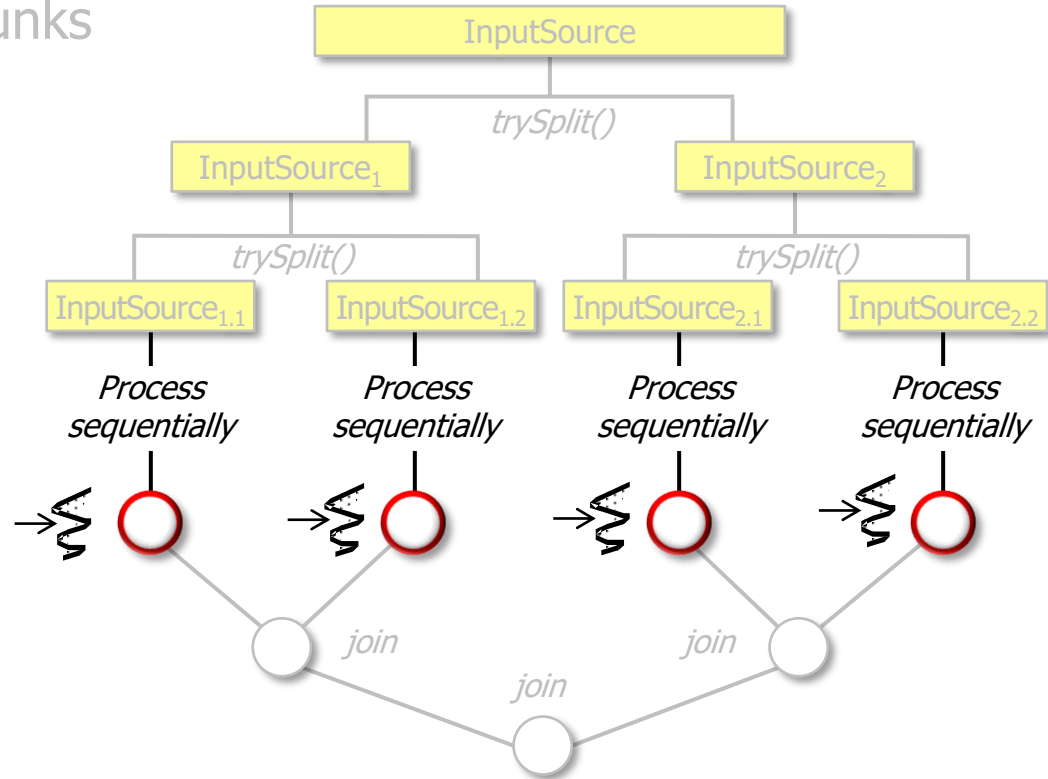 unks
InputSource
trySplit()
InputSource₁
InputSource₂
trySplit()
trySplit()
InputSource₁.₁
InputSource₁.₂
InputSource₂.₁
InputSource₂.₂
Process
sequentially
Process
sequentially
Process
sequentially
Process
sequentially
join
join
join